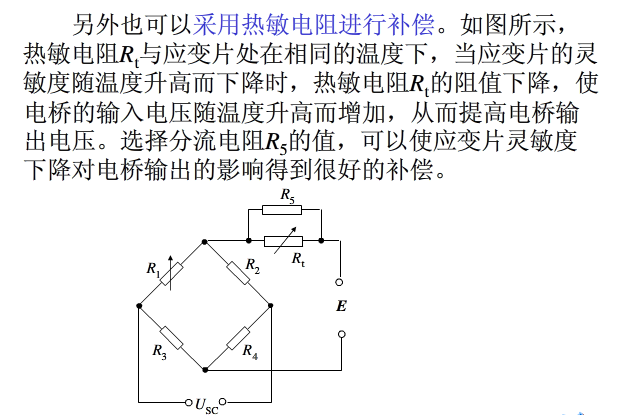 另外也可以采用热敏电阻进行补偿。如图所示，
热敏电阻Rt与应变片处在相同的温度下，当应变片的灵
敏度随温度升高而下降时，热敏电阻Rt的阻值下降，使
电桥的输入电压随温度升高而增加，从而提高电桥输
出电压。选择分流电阻R5的值，可以使应变片灵敏度
下降对电桥输出的影响得到很好的补偿。
R5
Rt
R1
R2
E
R3
R4
USC